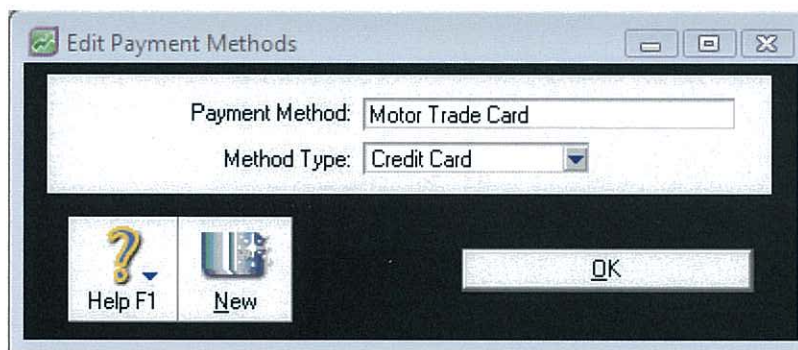 Edit Payment Methods
Payment Method: Motor Trade Card
Method Type: Credit Card
Help F1
New
OK